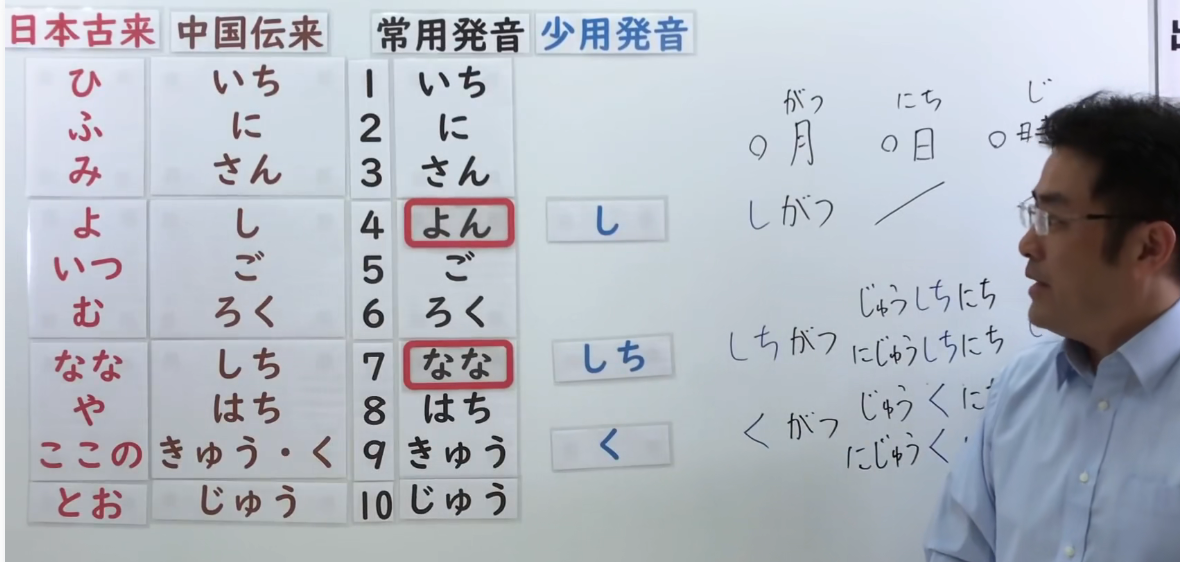 日本古来 中国伝来 常用発音 少用発音
ひ いち 1 いち
ふ に 2 に
み さん 3 さん
よ し 4 よん し
いつ ご 5 ご
む ろく 6 ろく
なな しち 7 なな しち
や はち 8 はち
ここの きゅう・く 9 きゅう く
とお じゅう 10 じゅう
がつ にち じ
〇月 〇日 〇
しがつ
じゅうしちにち
しちがつ にじゅうしちにち
くがつ じゅうくに
にじゅうく